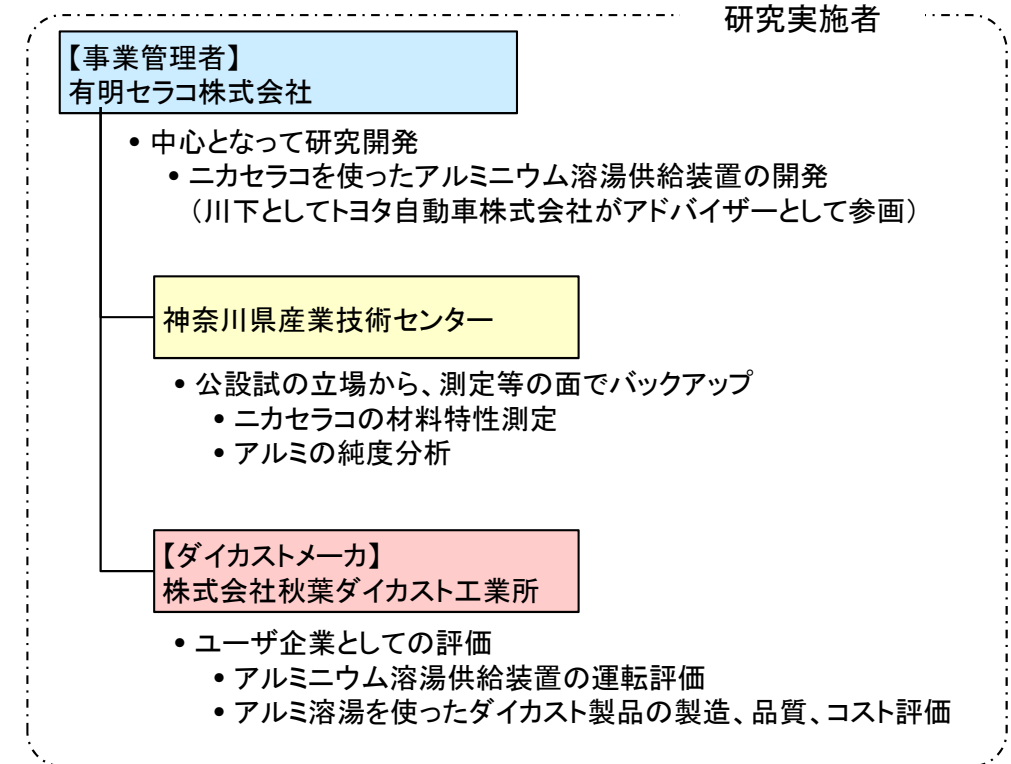 研究実施者
【事業管理者】
有明セラコ株式会社
• 中心となって研究開発
• ニカセラコを使ったアルミニウム溶湯供給装置の開発
（川下としてトヨタ自動車株式会社がアドバイザーとして参画）
神奈川県産業技術センター
• 公設試の立場から、測定等の面でバックアップ
• ニカセラコの材料特性測定
• アルミの純度分析
【ダイカストメーカ】
株式会社秋葉ダイカスト工業所
• ユーザ企業としての評価
• アルミニウム溶湯供給装置の運転評価
• アルミ溶湯を使ったダイカスト製品の製造、品質、コスト評価